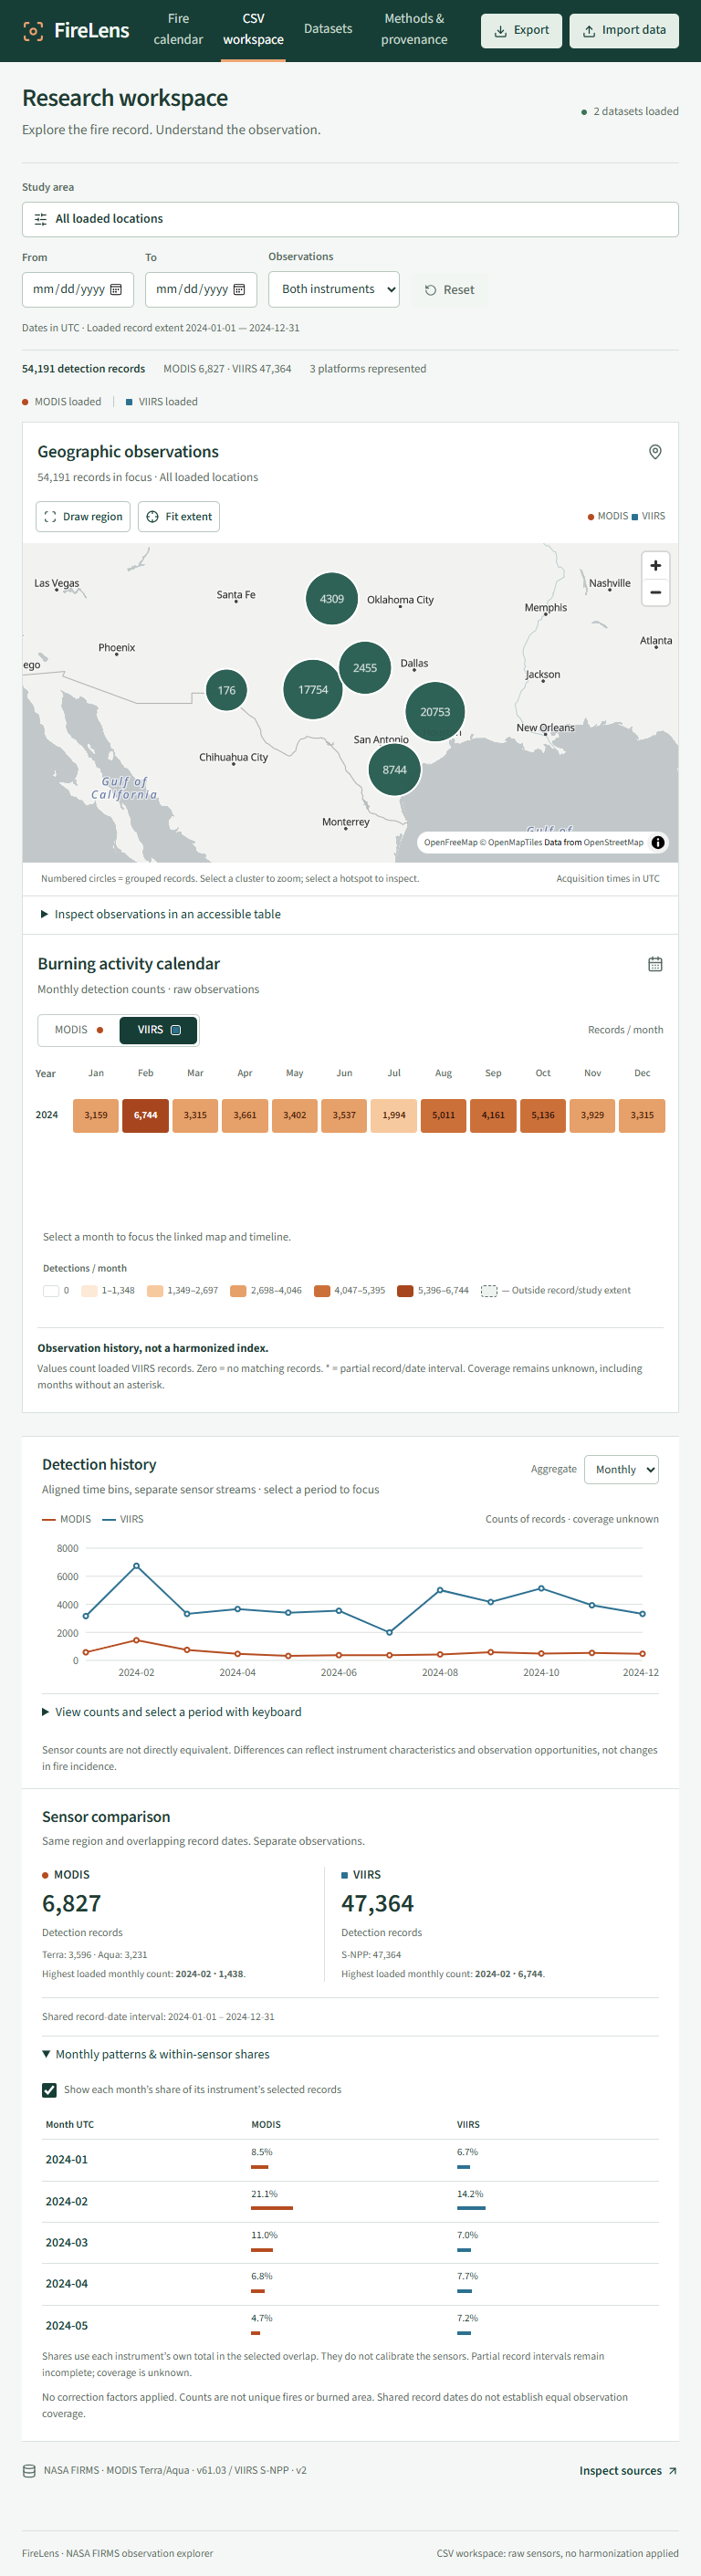 FireLens
Fire calendar
CSV workspace
Datasets
Methods & provenance
Export
Import data
Research workspace
Explore the fire record. Understand the observation.
2 datasets loaded
Study area
All loaded locations
From
To
Observations
mm/dd/yyyy
mm/dd/yyyy
Both instruments
Reset
Dates in UTC · Loaded record extent 2024-01-01 — 2024-12-31
54,191 detection records
MODIS 6,827 · VIIRS 47,364
3 platforms represented
MODIS loaded
VIIRS loaded
Geographic observations
54,191 records in focus · All loaded locations
Draw region
Fit extent
MODIS
VIIRS
Las Vegas
Santa Fe
4309
Oklahoma City
Nashville
Memphis
Phoenix
Atlanta
ego
2455
Dallas
Jackson
176
17754
20753
New Orleans
San Antonio
Chihuahua City
8744
Gulf of
California
Monterrey
Gulf of
OpenFreeMap © OpenMapTiles Data from OpenStreetMap
Numbered circles = grouped records. Select a cluster to zoom; select a hotspot to inspect.
Acquisition times in UTC
Inspect observations in an accessible table
Burning activity calendar
Monthly detection counts · raw observations
MODIS
VIIRS
Records / month
Year Jan Feb Mar Apr May Jun Jul Aug Sep Oct Nov Dec
2024 3,159 6,744 3,315 3,661 3,402 3,537 1,994 5,011 4,161 5,136 3,929 3,315
Select a month to focus the linked map and timeline.
Detections / month
0 1–1,348 1,349–2,697 2,698–4,046 4,047–5,395 5,396–6,744 — Outside record/study extent
Observation history, not a harmonized index.
Values count loaded VIIRS records. Zero = no matching records. * = partial record/date interval. Coverage remains unknown, including
months without an asterisk.
Detection history
Aggregate
Monthly
Aligned time bins, separate sensor streams · select a period to focus
MODIS
VIIRS
Counts of records · coverage unknown
8000
6000
4000
2000
0
2024-02 2024-04 2024-06 2024-08 2024-10 2024-12
View counts and select a period with keyboard
Sensor counts are not directly equivalent. Differences can reflect instrument characteristics and observation opportunities, not changes
in fire incidence.
Sensor comparison
Same region and overlapping record dates. Separate observations.
MODIS
6,827
Detection records
Terra: 3,596 · Aqua: 3,231
Highest loaded monthly count: 2024-02 · 1,438.
VIIRS
47,364
Detection records
S-NPP: 47,364
Highest loaded monthly count: 2024-02 · 6,744.
Shared record-date interval: 2024-01-01 – 2024-12-31
Monthly patterns & within-sensor shares
Show each month's share of its instrument's selected records
Month UTC MODIS VIIRS
2024-01 8.5% 6.7%
2024-02 21.1% 14.2%
2024-03 11.0% 7.0%
2024-04 6.8% 7.7%
2024-05 4.7% 7.2%
Shares use each instrument's own total in the selected overlap. They do not calibrate the sensors. Partial record intervals remain
incomplete; coverage is unknown.
No correction factors applied. Counts are not unique fires or burned area. Shared record dates do not establish equal observation
coverage.
NASA FIRMS · MODIS Terra/Aqua · v61.03 / VIIRS S-NPP · v2
Inspect sources
FireLens · NASA FIRMS observation explorer
CSV workspace: raw sensors, no harmonization applied